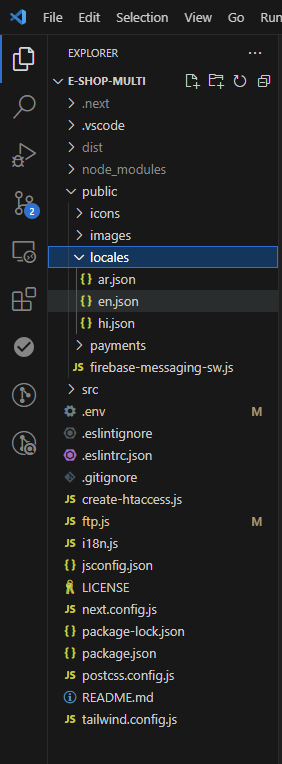 File Edit Selection View Go Run
EXPLORER
E-SHOP-MULTI
.next
.vscode
dist
node_modules
public
icons
images
locales
{} ar.json
{} en.json
{} hi.json
payments
JS firebase-messaging-sw.js
src
.env M
.eslintignore
.eslintrc.json
.gitignore
JS create-htaccess.js
JS ftp.js M
JS i18n.js
{} jsconfig.json
LICENSE
JS next.config.js
{} package-lock.json
{} package.json
JS postcss.config.js
README.md
JS tailwind.config.js
2